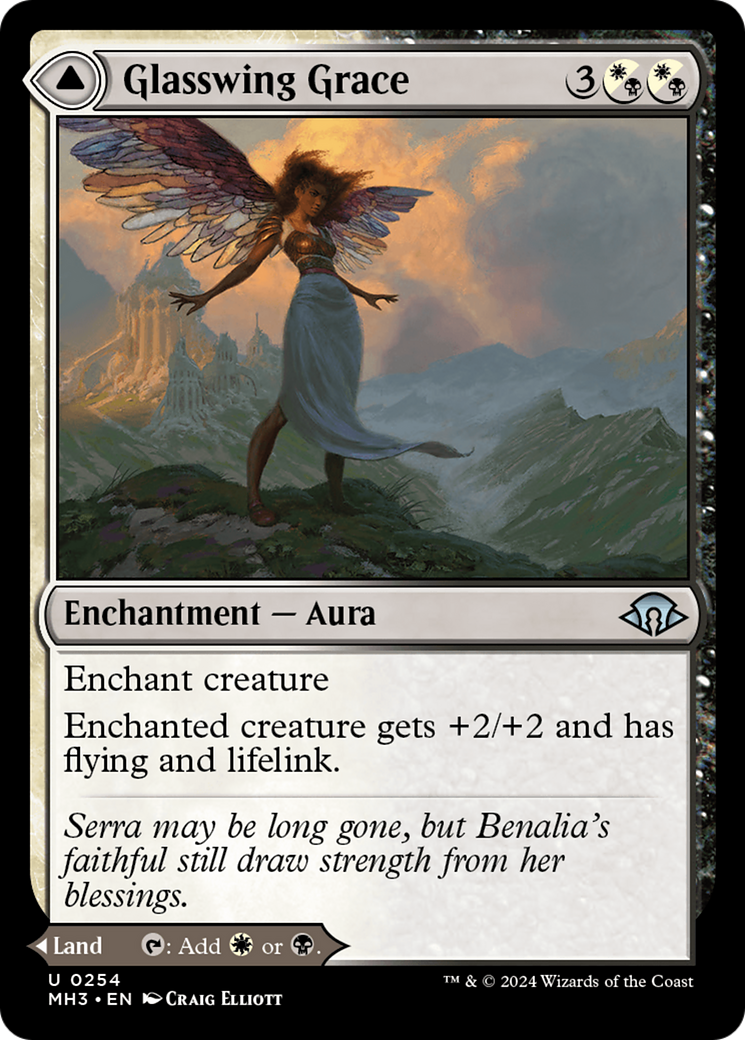 Glasswing Grace 3
Enchantment — Aura
Enchant creature
Enchanted creature gets +2/+2 and has
flying and lifelink.
Serra may be long gone, but Benalia's
faithful still draw strength from her
blessings.
Land : Add or .
U 0254
MH3 • EN Craig Elliott
™ & © 2024 Wizards of the Coast